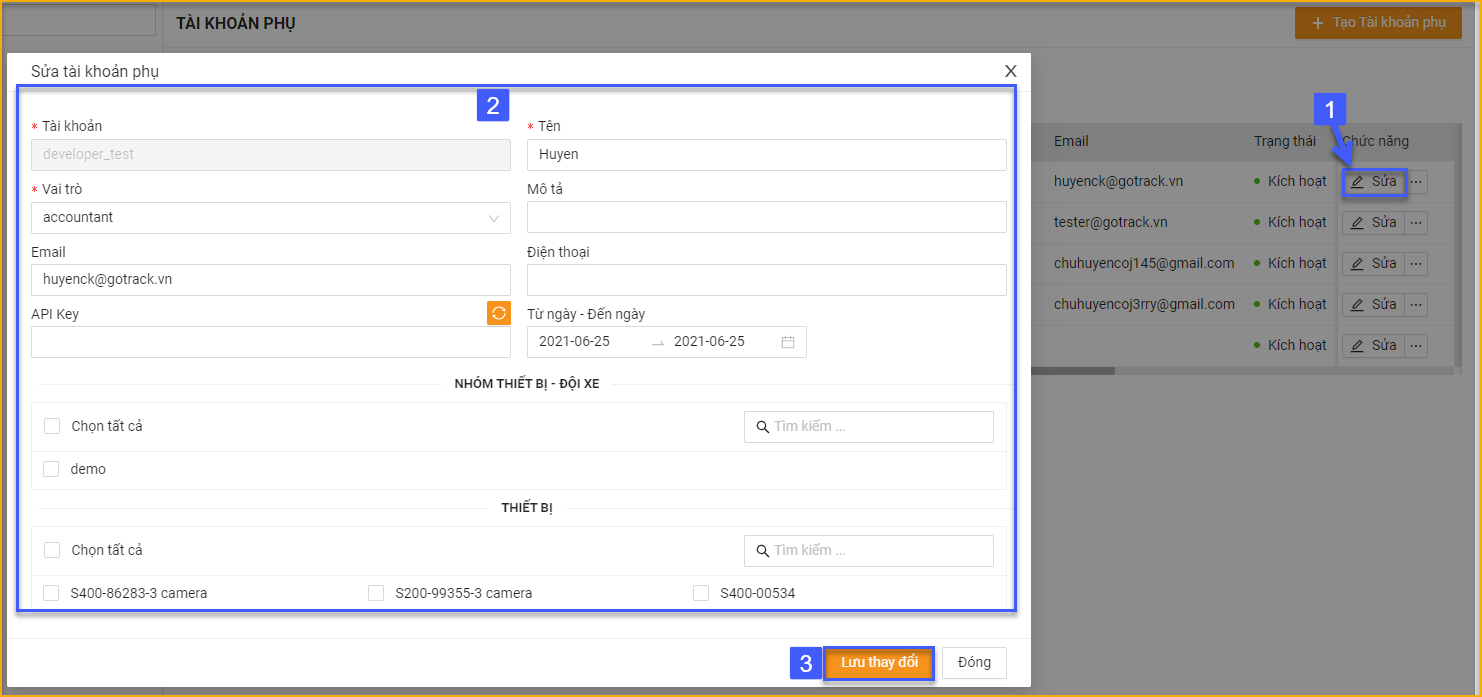 TÀI KHOẢN PHỤ
+ Tạo Tài khoản phụ
Sửa tài khoản phụ
X
2
* Tài khoản
* Tên
developer_test
Huyen
* Vai trò
Mô tả
accountant
Email
Điện thoại
huyenck@gotrack.vn
API Key
Từ ngày - Đến ngày
2021-06-25 → 2021-06-25
NHÓM THIẾT BỊ - ĐỘI XE
Chọn tất cả
Tìm kiếm ...
demo
THIẾT BỊ
Chọn tất cả
Tìm kiếm ...
S400-86283-3 camera
S200-99355-3 camera
S400-00534
3
Lưu thay đổi
Đóng
1
Email
Trạng thái
Chức năng
huyenck@gotrack.vn
Kích hoạt
Sửa
...
tester@gotrack.vn
Kích hoạt
Sửa
...
chuhuyencoj145@gmail.com
Kích hoạt
Sửa
...
chuhuyencoj3rry@gmail.com
Kích hoạt
Sửa
...
Kích hoạt
Sửa
...